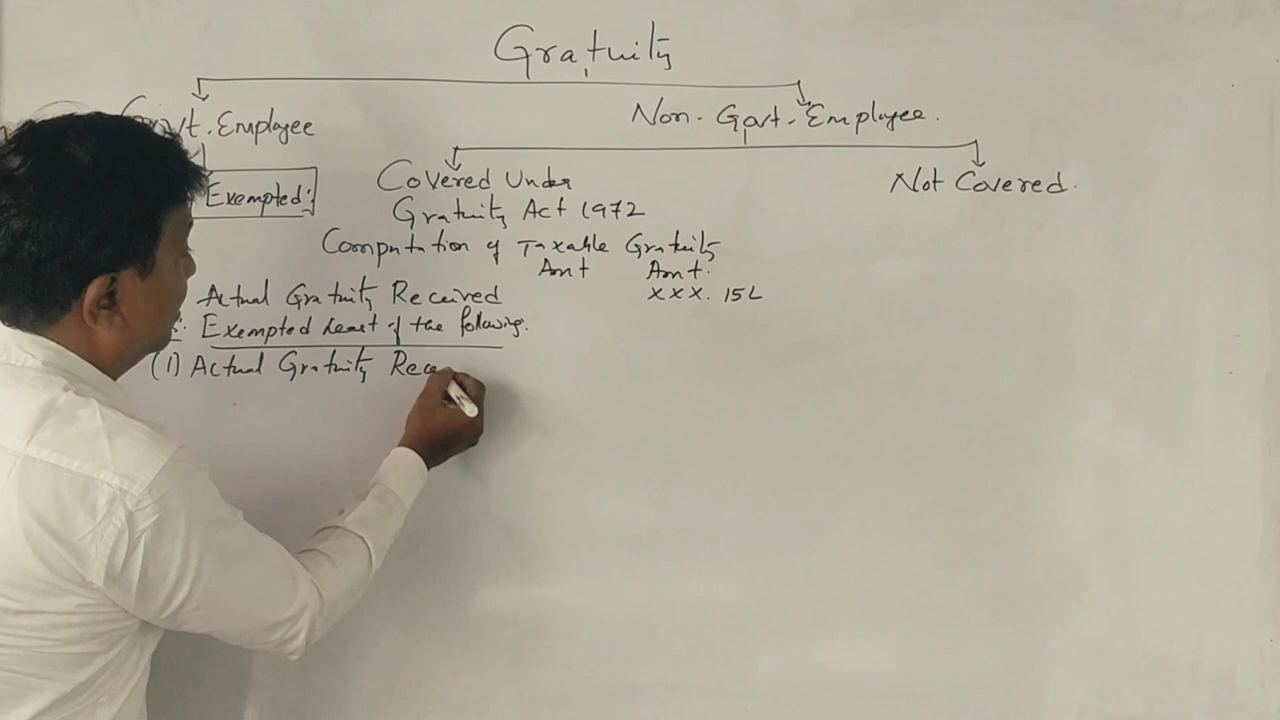 Gratuity
Govt. Employee
Non-Govt. Employee.
Exempted:
Covered Under
Gratuity Act 1972
Not Covered.
Computation of Taxable Gratuity
Amt Amt.
Actual Gratuity Received XXX. 15L
Exempted Least of the following.
(1) Actual Gratuity Rece